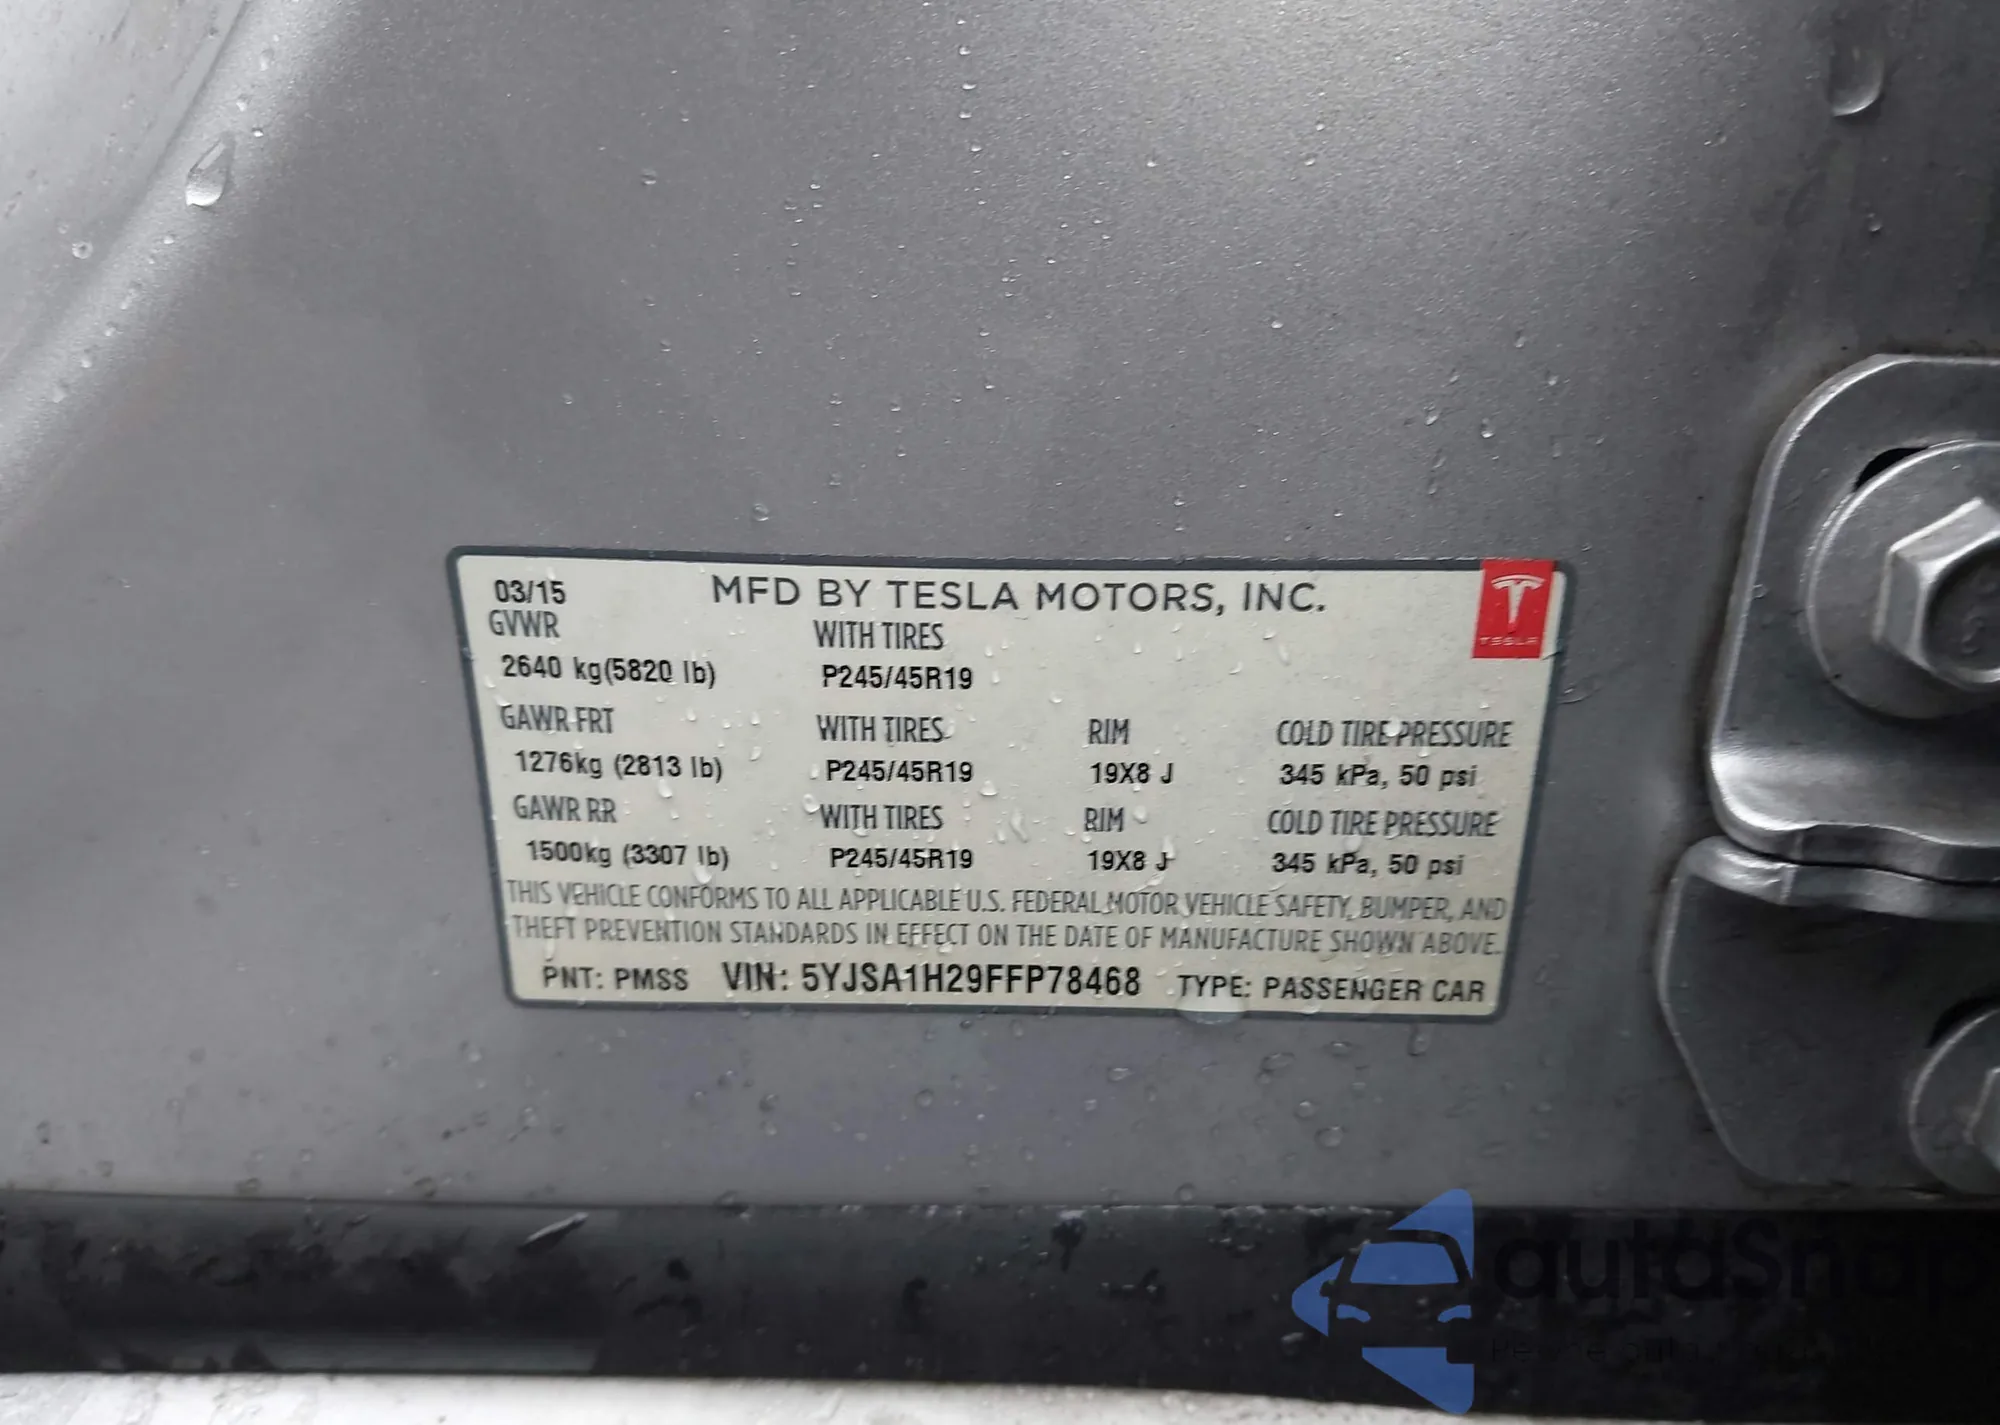 03/15 MFD BY TESLA MOTORS, INC.
TESLA
GVWR WITH TIRES
2640 kg(5820 lb) P245/45R19
GAWR FRT WITH TIRES RIM COLD TIRE PRESSURE
1276kg (2813 lb) P245/45R19 19X8 J 345 kPa, 50 psi
GAWR RR WITH TIRES RIM COLD TIRE PRESSURE
1500kg (3307 lb) P245/45R19 19X8 J 345 kPa, 50 psi
THIS VEHICLE CONFORMS TO ALL APPLICABLE U.S. FEDERAL MOTOR VEHICLE SAFETY, BUMPER, AND
THEFT PREVENTION STANDARDS IN EFFECT ON THE DATE OF MANUFACTURE SHOWN ABOVE.
PNT: PMSS VIN: 5YJSA1H29FFP78468 TYPE: PASSENGER CAR
autoShop